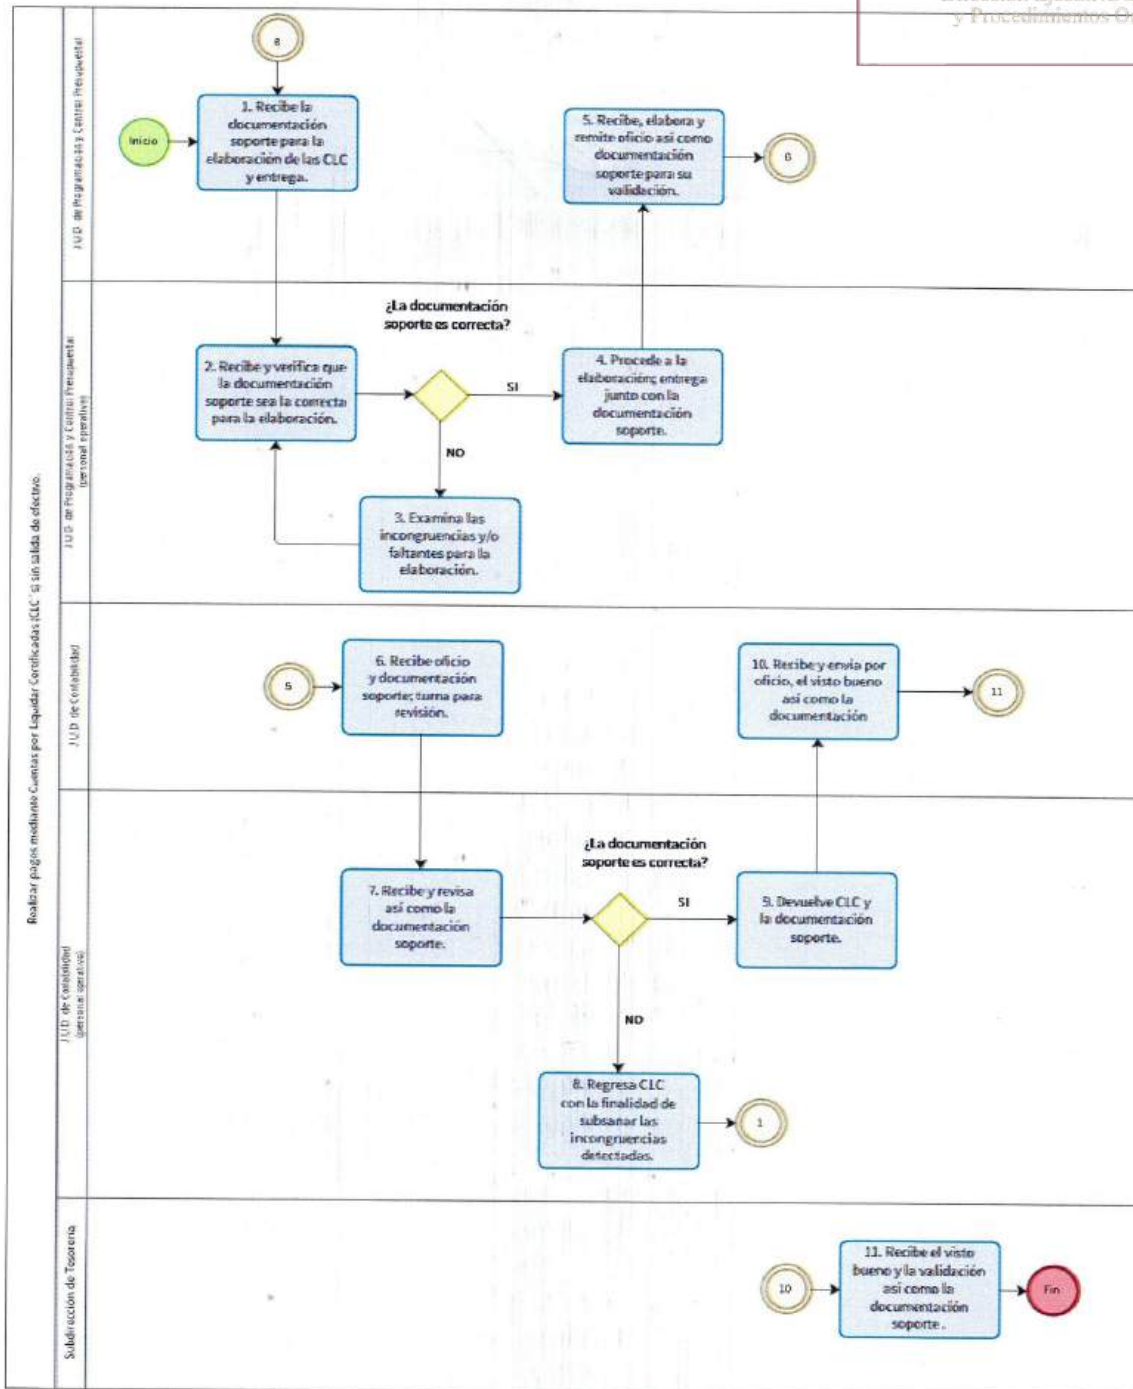 y Procedimientos O
Realizar pagos mediante Cuentas por Liquidar Certificadas (CLC´s) sin salida de efectivo.
J.U.D. de Programación y Control Presupuestal
8
Inicio
1. Recibe la
documentación
soporte para la
elaboración de las CLC
y entrega.
5. Recibe, elabora y
remite oficio así como
documentación
soporte para su
validación.
6
J.U.D. de Programación y Control Presupuestal
(personal operativo)
¿La documentación
soporte es correcta?
2. Recibe y verifica que
la documentación
soporte sea la correcta
para la elaboración.
SI
4. Procede a la
elaboración; entrega
junto con la
documentación
soporte.
NO
3. Examina las
incongruencias y/o
faltantes para la
elaboración.
J.U.D. de Contabilidad
5
6. Recibe oficio
y documentación
soporte; turna para
revisión.
10. Recibe y envia por
oficio, el visto bueno
así como la
documentación
11
J.U.D. de Contabilidad
(personal operativo)
¿La documentación
soporte es correcta?
7. Recibe y revisa
así como la
documentación
soporte.
SI
9. Devuelve CLC y
la documentación
soporte.
NO
8. Regresa CLC
con la finalidad de
subsanar las
incongruencias
detectadas.
1
Subdirección de Tesorería
10
11. Recibe el visto
bueno y la validación
así como la
documentación
soporte .
Fin